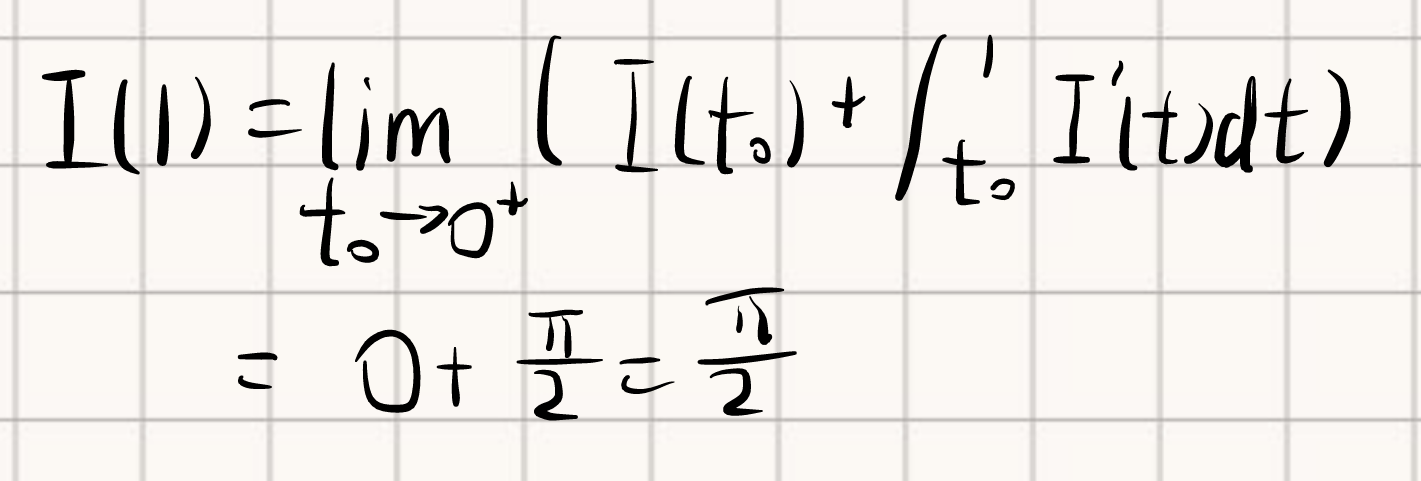 I(1) = lim_{t₀→0⁺} ( I(t₀) + ∫_{t₀}^{1} I'(t)dt )
= 0 + π/2 = π/2